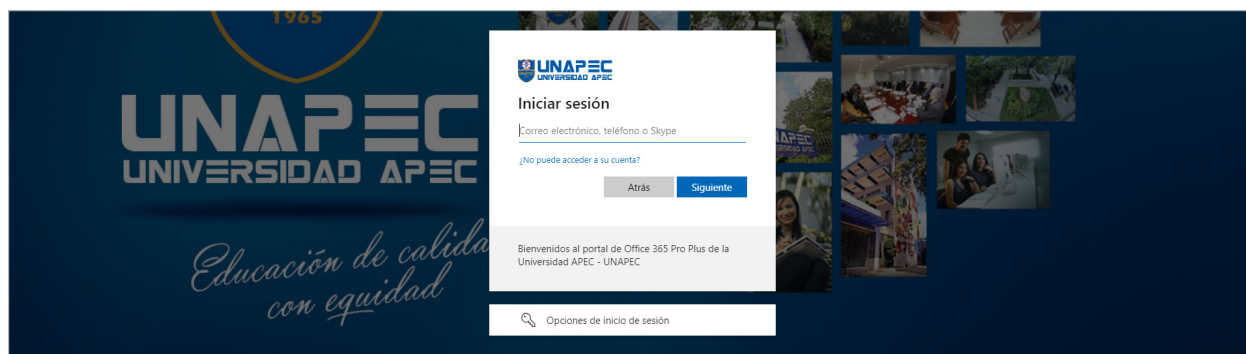 1965
UNAPEC
UNIVERSIDAD APEC
Educación de calida
con equidad
UNAPEC
UNIVERSIDAD APEC
Iniciar sesión
Correo electrónico, teléfono o Skype
¿No puede acceder a su cuenta?
Atrás
Siguiente
Bienvenidos al portal de Office 365 Pro Plus de la
Universidad APEC - UNAPEC
Opciones de inicio de sesión